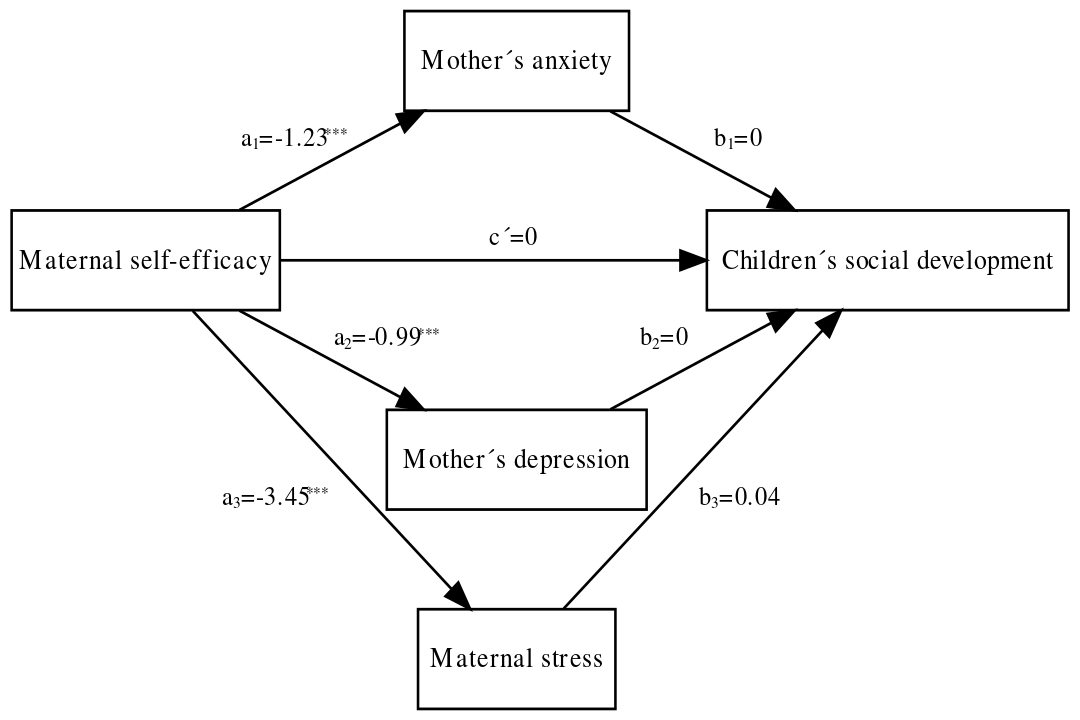 Mother´s anxiety
a₁=-1.23***
b₁=0
Maternal self-efficacy
c´=0
Children´s social development
a₂=-0.99***
b₂=0
Mother´s depression
a₃=-3.45***
b₃=0.04
Maternal stress